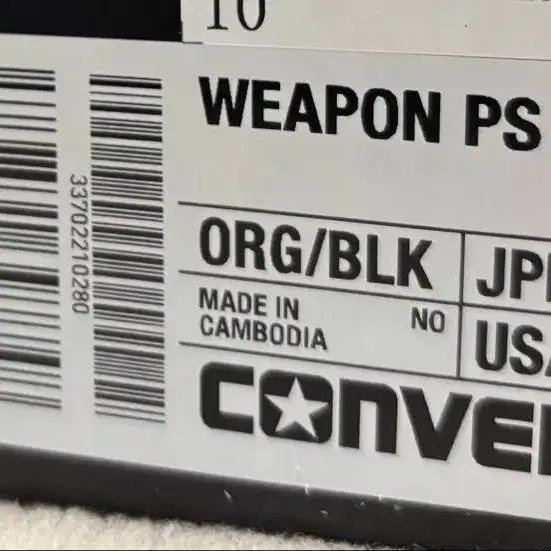 10
WEAPON PS
33702210280
ORG/BLK
JP
MADE IN
CAMBODIA
NO
USA
CONVE